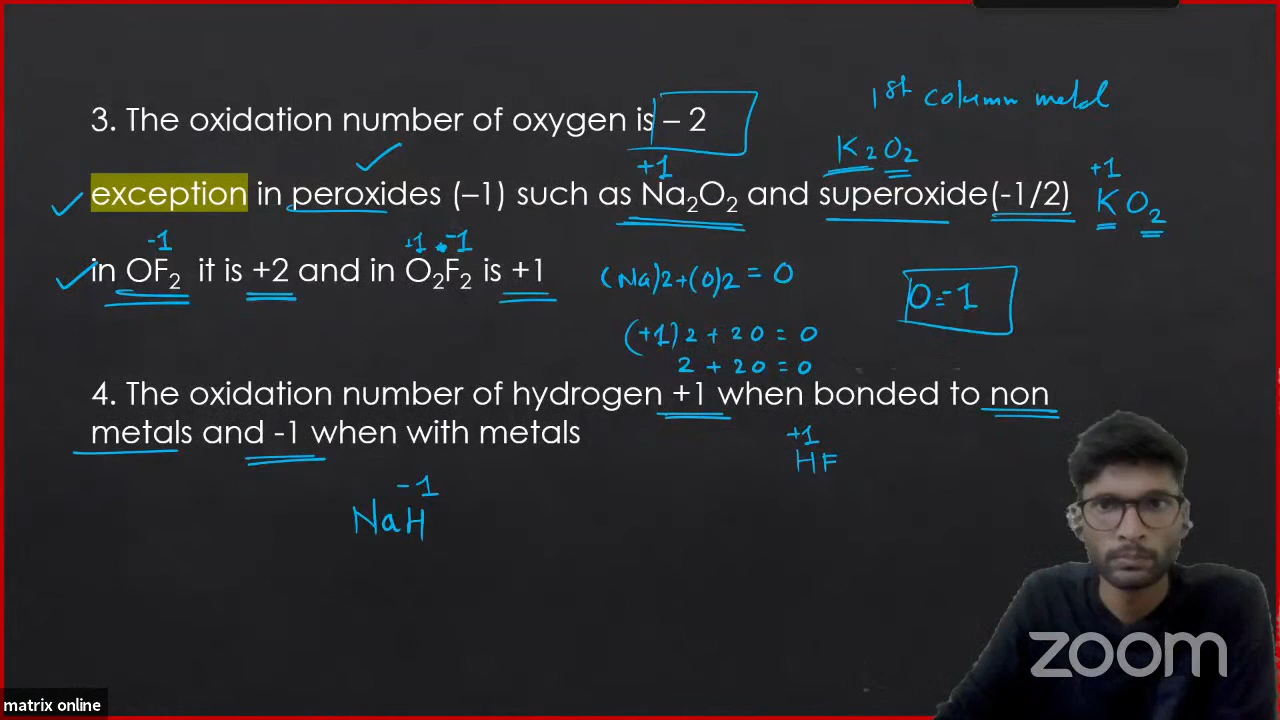 1st column metal
3. The oxidation number of oxygen is – 2
K2O2
+1
+1
exception in peroxides (–1) such as Na2O2 and superoxide(-1/2) KO2
-1 +1 -1
in OF2 it is +2 and in O2F2 is +1
(Na)2+(O)2 = 0
O=-1
(+1)2 + 2O = 0
2 + 2O = 0
4. The oxidation number of hydrogen +1 when bonded to non
metals and -1 when with metals
+1
HF
-1
NaH
zoom
matrix online